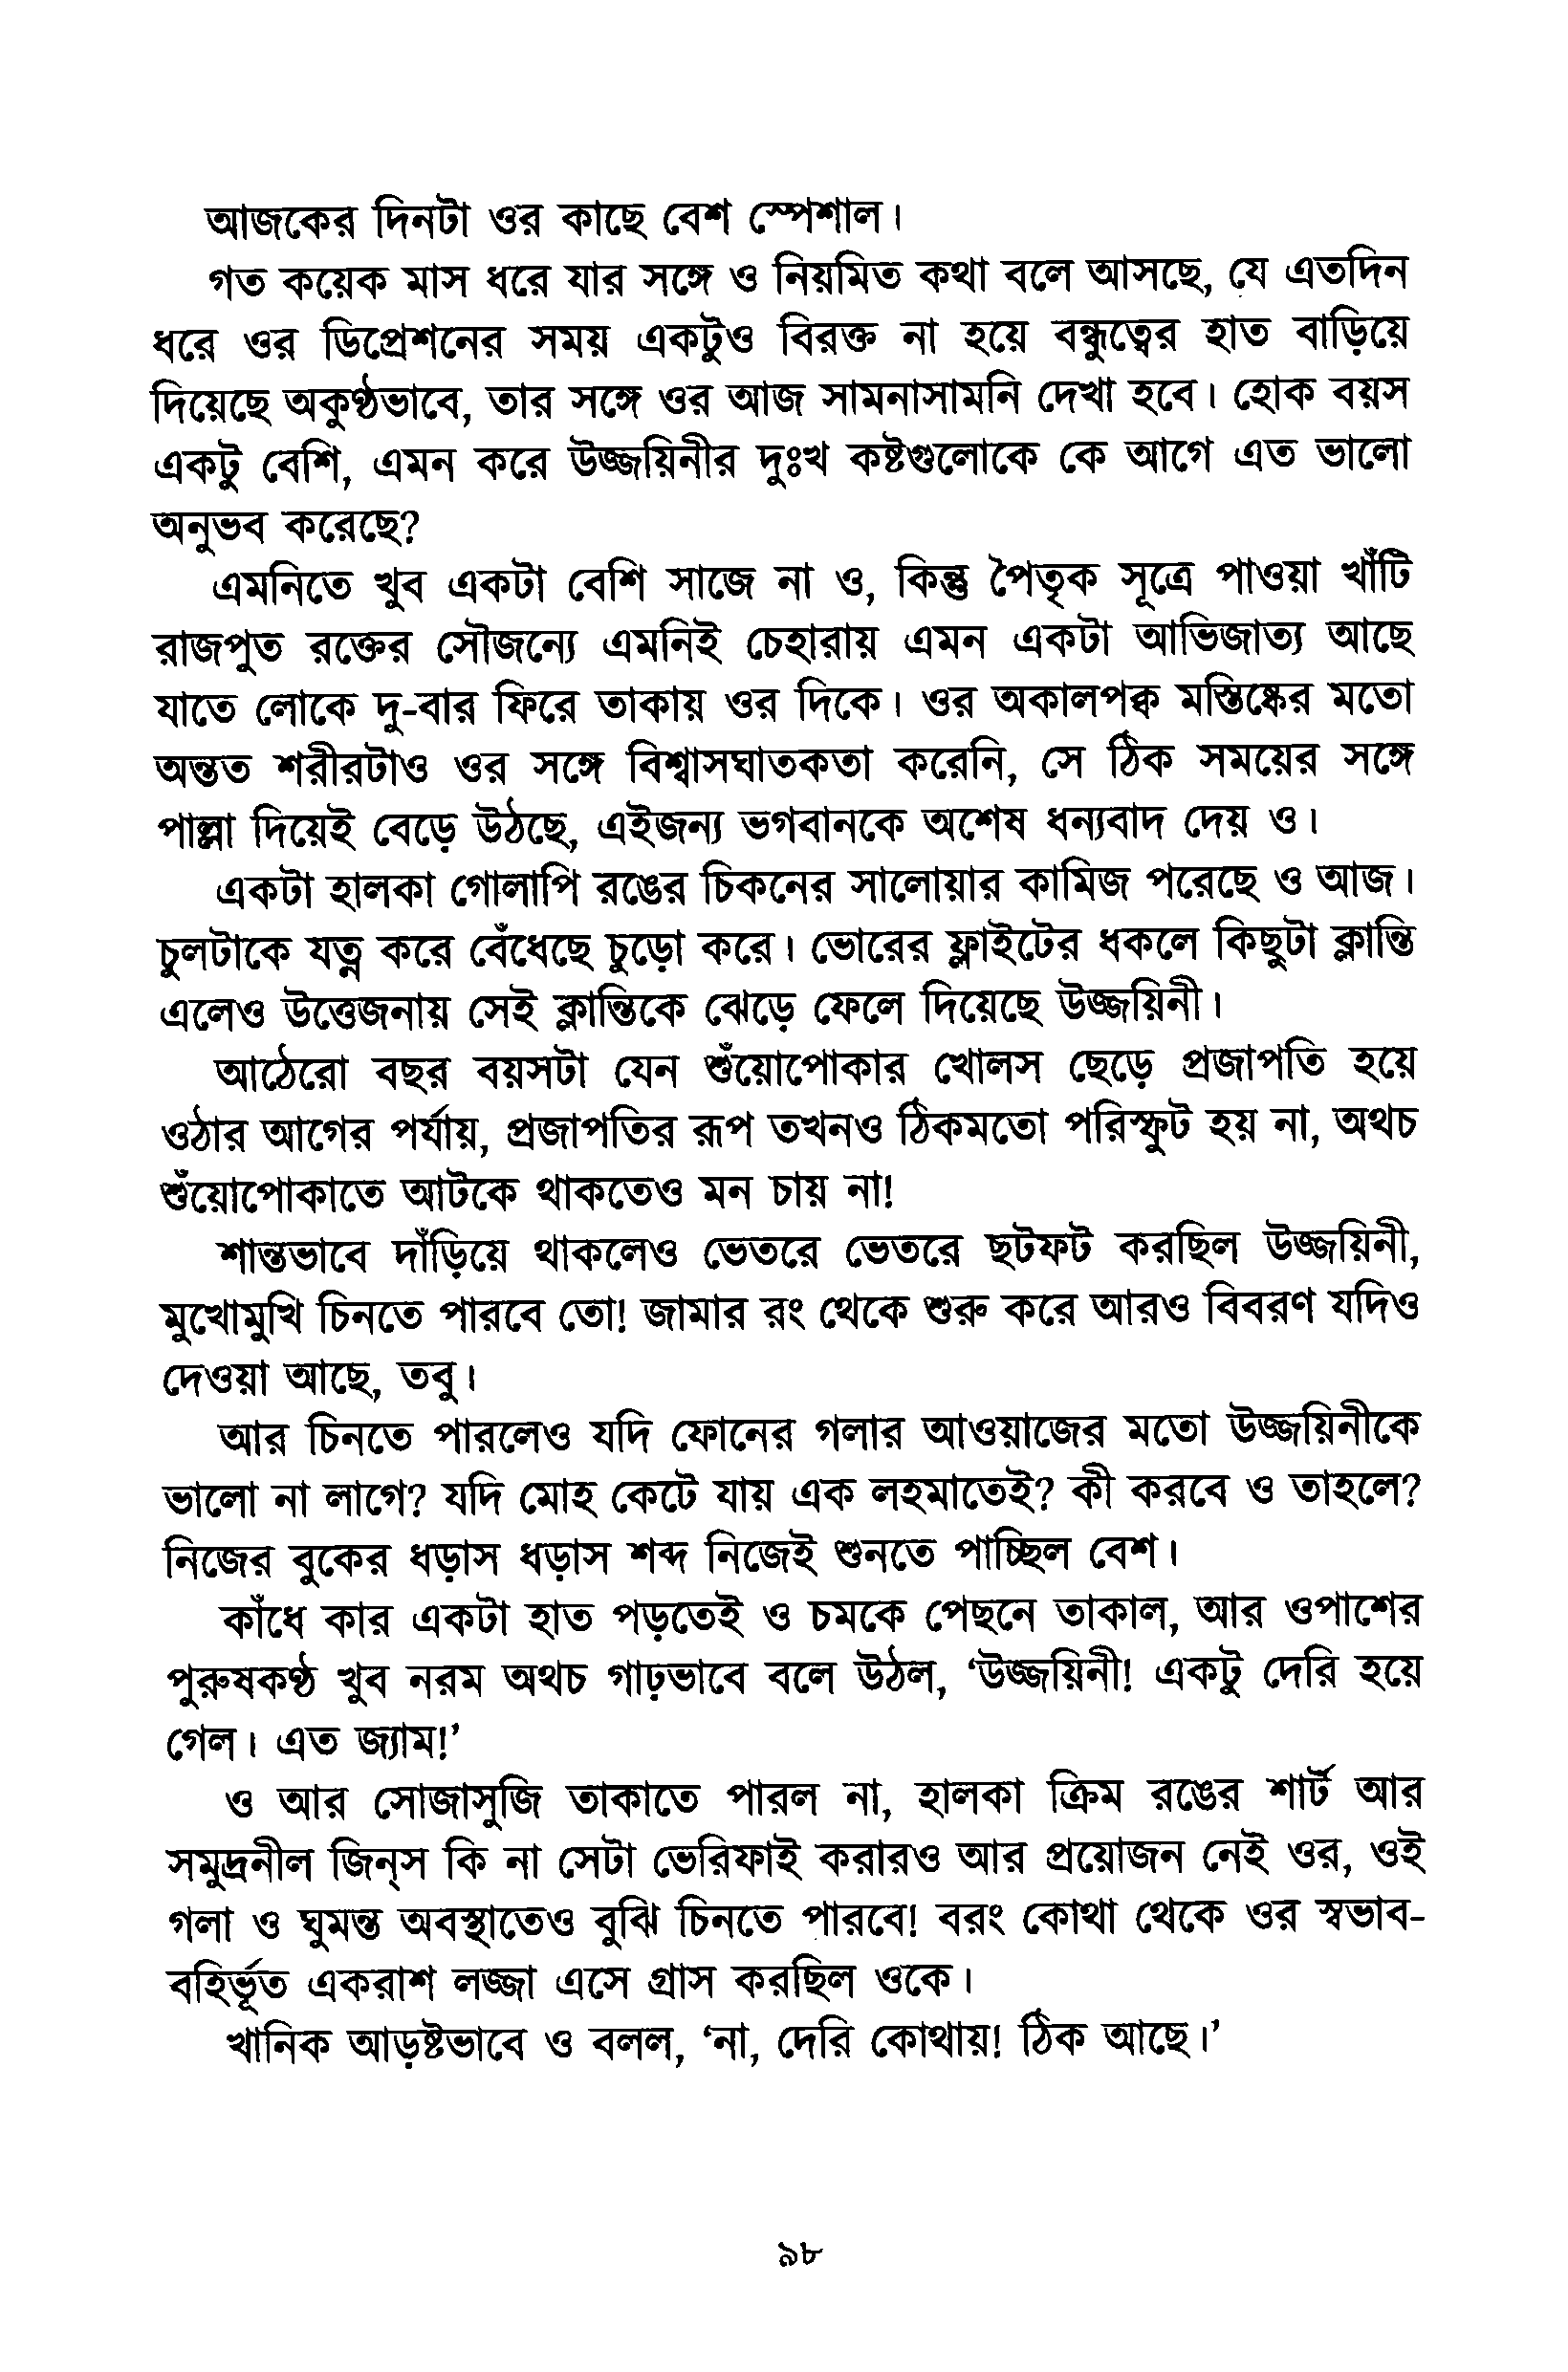 আজকের দিনটা ওর কাছে বেশ স্পেশাল।
গত কয়েক মাস ধরে যার সঙ্গে ও নিয়মিত কথা বলে আসছে, যে এতদিন
ধরে ওর ডিপ্রেশনের সময় একটুও বিরক্ত না হয়ে বন্ধুত্বের হাত বাড়িয়ে
দিয়েছে অকুণ্ঠভাবে, তার সঙ্গে ওর আজ সামনাসামনি দেখা হবে। হোক বয়স
একটু বেশি, এমন করে উজ্জয়িনীর দুঃখ কষ্টগুলোকে কে আগে এত ভালো
অনুভব করেছে?
এমনিতে খুব একটা বেশি সাজে না ও, কিন্তু পৈতৃক সূত্রে পাওয়া খাঁটি
রাজপুত রক্তের সৌজন্যে এমনিই চেহারায় এমন একটা আভিজাত্য আছে
যাতে লোকে দু-বার ফিরে তাকায় ওর দিকে। ওর অকালপক্ব মস্তিষ্কের মতো
অন্তত শরীরটাও ওর সঙ্গে বিশ্বাসঘাতকতা করেনি, সে ঠিক সময়ের সঙ্গে
পাল্লা দিয়েই বেড়ে উঠছে, এইজন্য ভগবানকে অশেষ ধন্যবাদ দেয় ও।
একটা হালকা গোলাপি রঙের চিকনের সালোয়ার কামিজ পরেছে ও আজ।
চুলটাকে যত্ন করে বেঁধেছে চুড়ো করে। ভোরের ফ্লাইটের ধকলে কিছুটা ক্লান্তি
এলেও উত্তেজনায় সেই ক্লান্তিকে ঝেড়ে ফেলে দিয়েছে উজ্জয়িনী।
আঠেরো বছর বয়সটা যেন শুঁয়োপোকার খোলস ছেড়ে প্রজাপতি হয়ে
ওঠার আগের পর্যায়, প্রজাপতির রূপ তখনও ঠিকমতো পরিস্ফুট হয় না, অথচ
শুঁয়োপোকাতে আটকে থাকতেও মন চায় না!
শান্তভাবে দাঁড়িয়ে থাকলেও ভেতরে ভেতরে ছটফট করছিল উজ্জয়িনী,
মুখোমুখি চিনতে পারবে তো! জামার রং থেকে শুরু করে আরও বিবরণ যদিও
দেওয়া আছে, তবু।
আর চিনতে পারলেও যদি ফোনের গলার আওয়াজের মতো উজ্জয়িনীকে
ভালো না লাগে? যদি মোহ কেটে যায় এক লহমাতেই? কী করবে ও তাহলে?
নিজের বুকের ধড়াস ধড়াস শব্দ নিজেই শুনতে পাচ্ছিল বেশ।
কাঁধে কার একটা হাত পড়তেই ও চমকে পেছনে তাকাল, আর ওপাশের
পুরুষকণ্ঠ খুব নরম অথচ গাঢ়ভাবে বলে উঠল, ‘উজ্জয়িনী! একটু দেরি হয়ে
গেল। এত জ্যাম!’
ও আর সোজাসুজি তাকাতে পারল না, হালকা ক্রিম রঙের শার্ট আর
সমুদ্রনীল জিন্‌স কি না সেটা ভেরিফাই করারও আর প্রয়োজন নেই ওর, ওই
গলা ও ঘুমন্ত অবস্থাতেও বুঝি চিনতে পারবে! বরং কোথা থেকে ওর স্বভাব-
বহির্ভূত একরাশ লজ্জা এসে গ্রাস করছিল ওকে।
খানিক আড়ষ্টভাবে ও বলল, ‘না, দেরি কোথায়! ঠিক আছে।’
৯৮